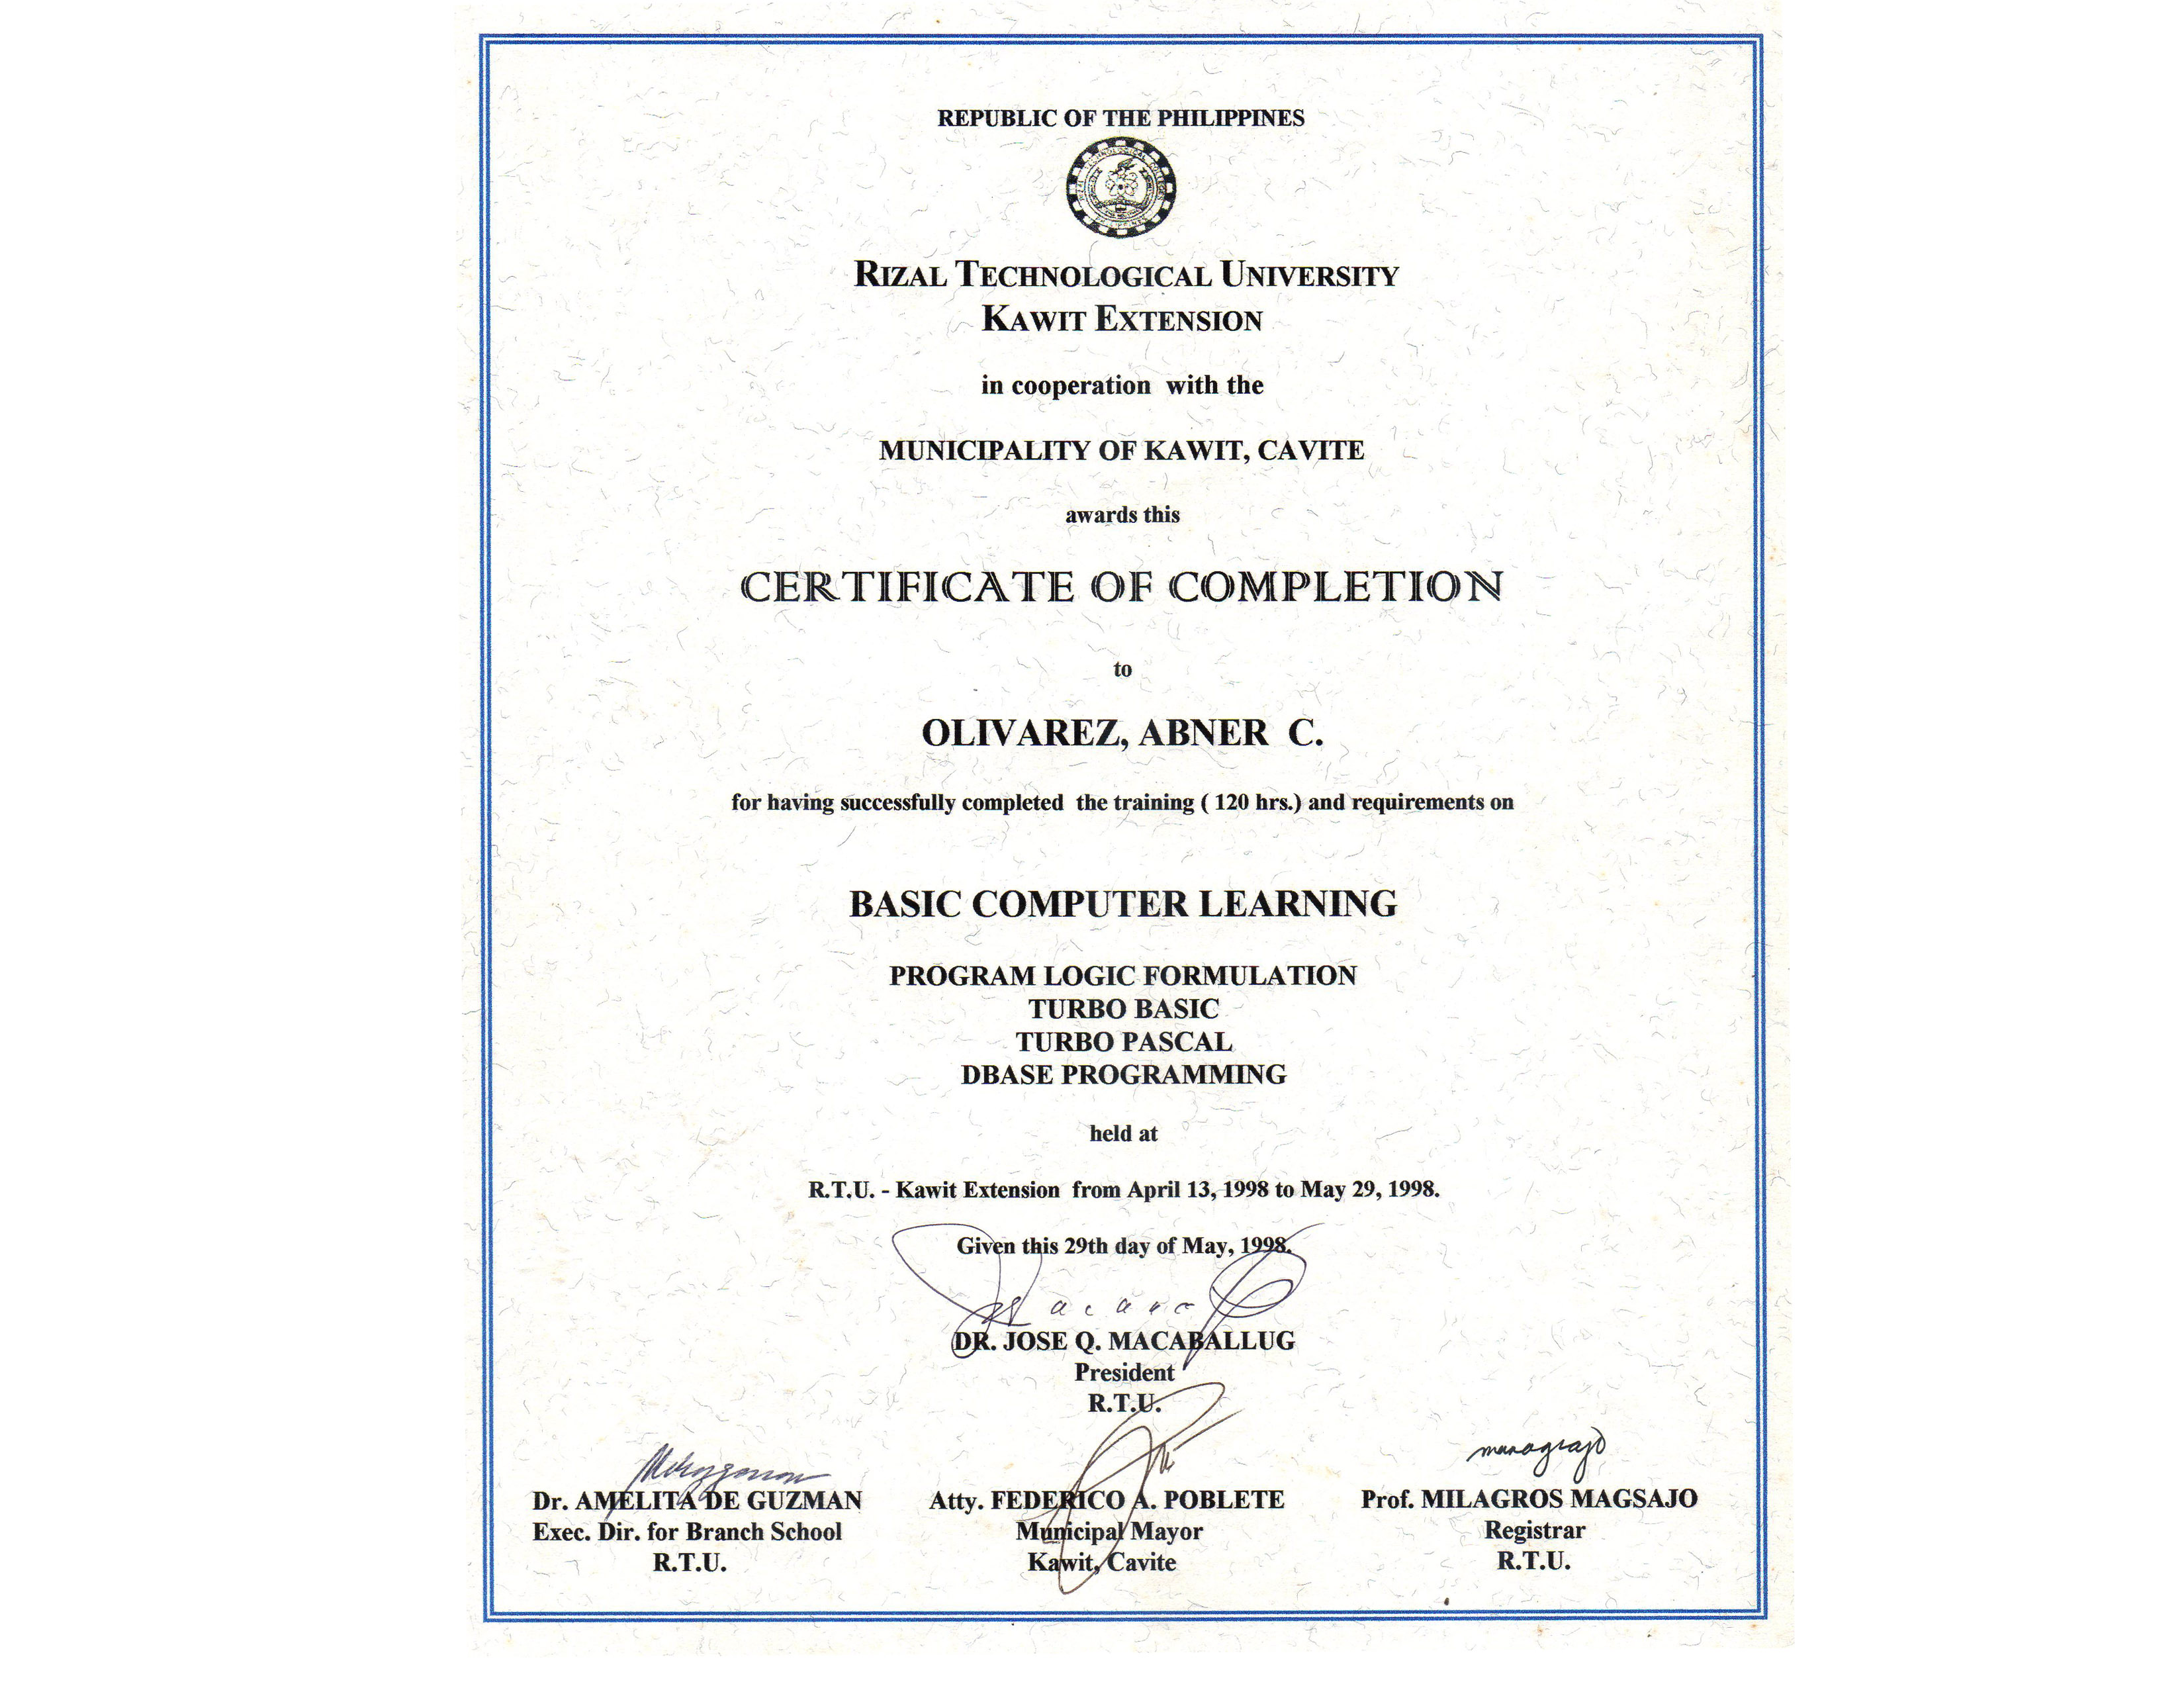 REPUBLIC OF THE PHILIPPINES
RIZAL TECHNOLOGICAL UNIVERSITY
KAWIT EXTENSION
in cooperation with the
MUNICIPALITY OF KAWIT, CAVITE
awards this
CERTIFICATE OF COMPLETION
to
OLIVAREZ, ABNER C.
for having successfully completed the training ( 120 hrs.) and requirements on
BASIC COMPUTER LEARNING
PROGRAM LOGIC FORMULATION
TURBO BASIC
TURBO PASCAL
DBASE PROGRAMMING
held at
R.T.U. - Kawit Extension from April 13, 1998 to May 29, 1998.
Given this 29th day of May, 1998.
DR. JOSE Q. MACABALLUG
President
R.T.U.
Dr. AMELITA DE GUZMAN
Exec. Dir. for Branch School
R.T.U.
Atty. FEDERICO A. POBLETE
Municipal Mayor
Kawit, Cavite
Prof. MILAGROS MAGSAJO
Registrar
R.T.U.